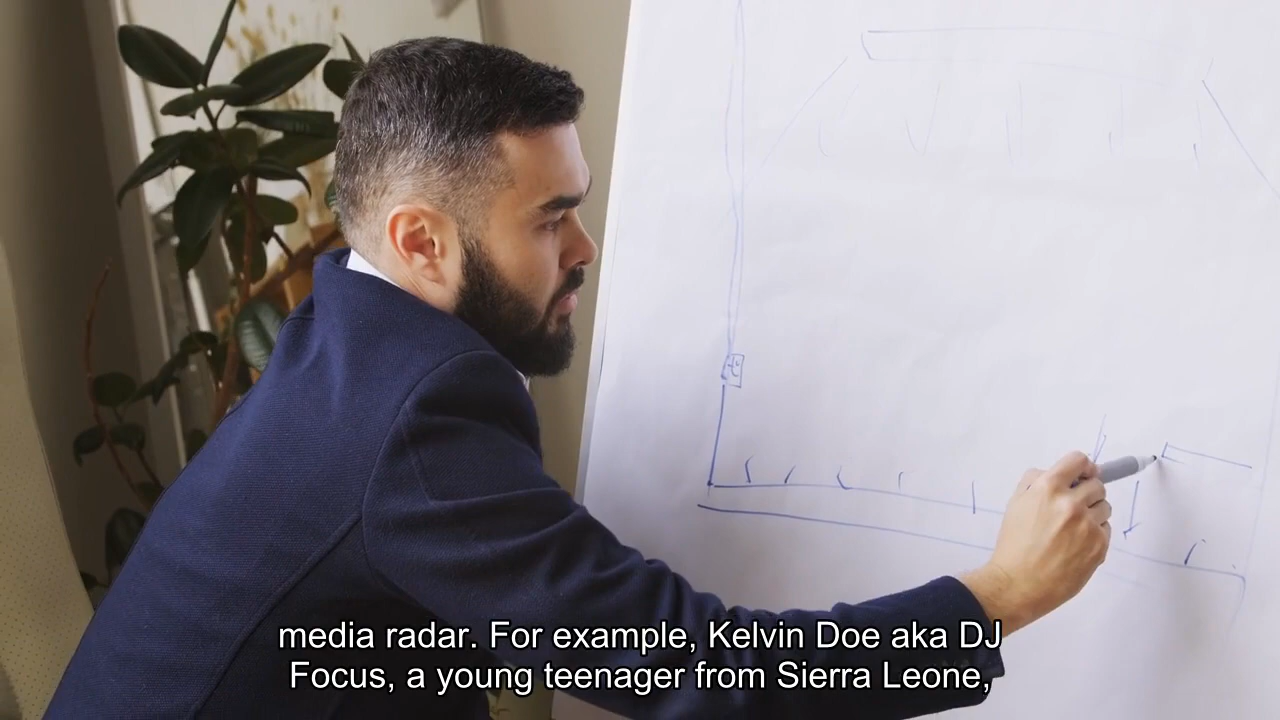 media radar. For example, Kelvin Doe aka DJ
Focus, a young teenager from Sierra Leone,